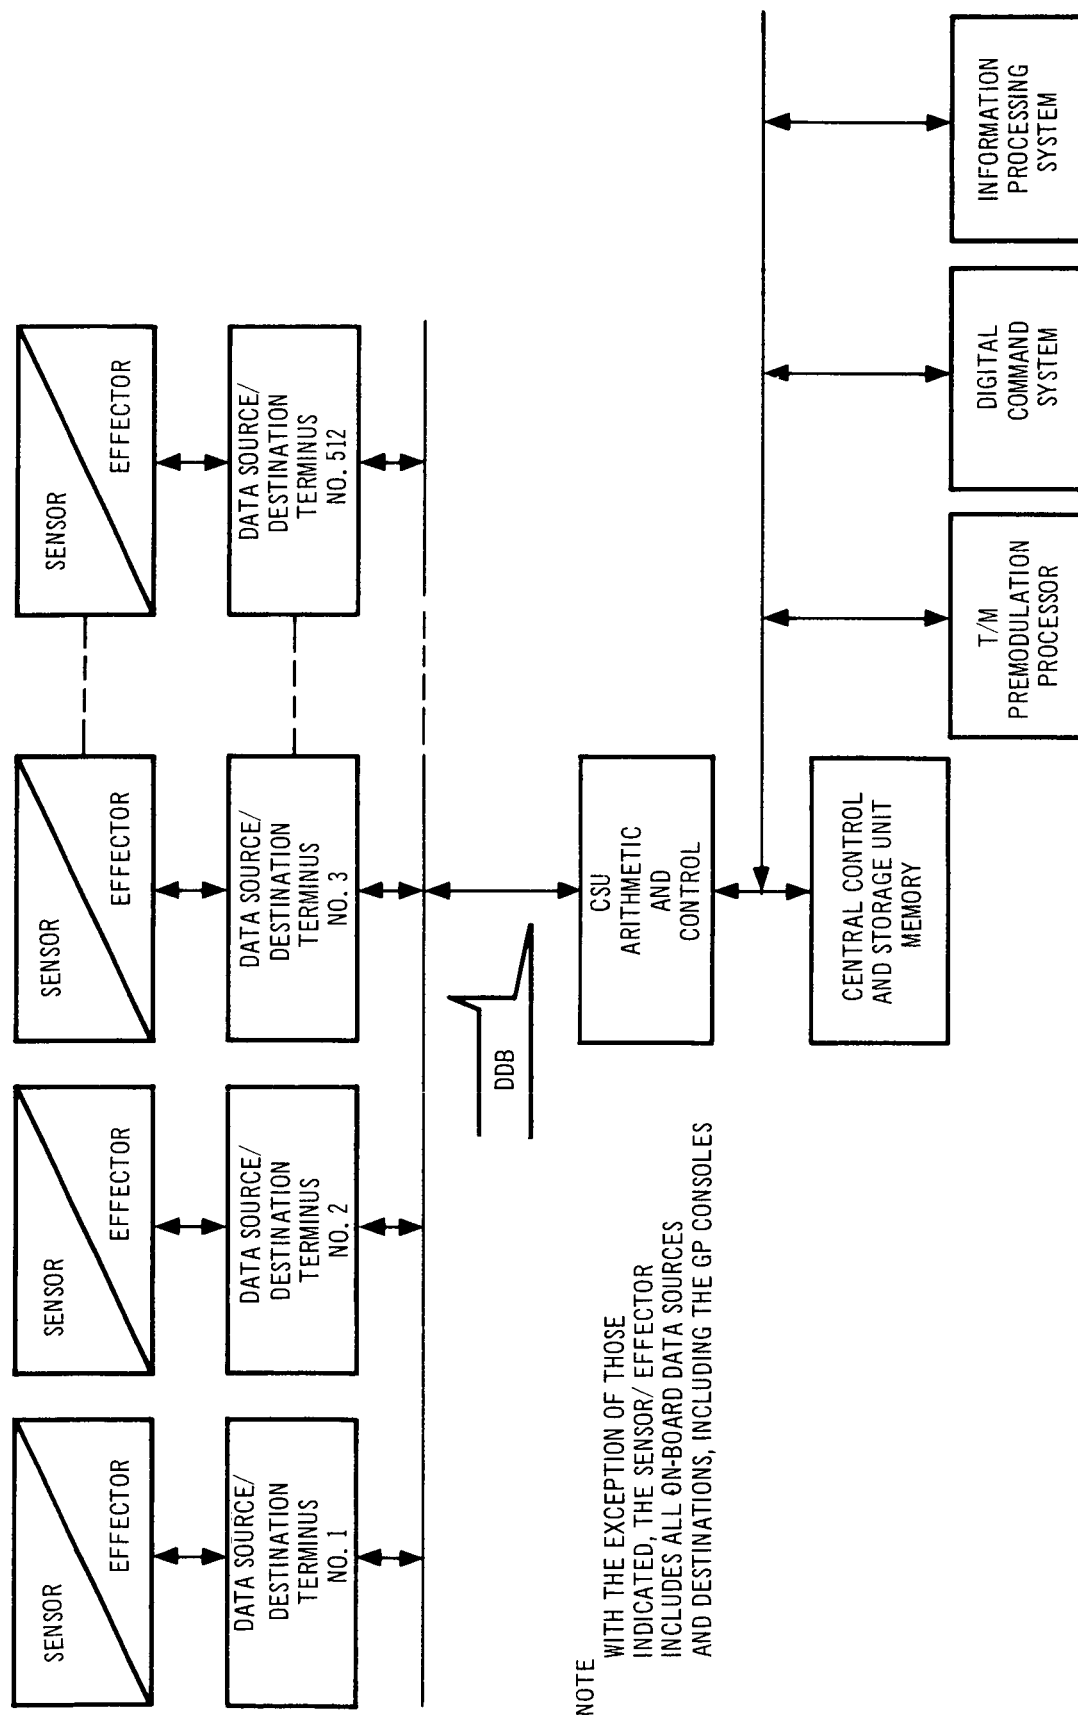 SENSOR
EFFECTOR
SENSOR
EFFECTOR
SENSOR
EFFECTOR
SENSOR
EFFECTOR
DATA SOURCE/
DESTINATION
TERMINUS
NO. 1
DATA SOURCE/
DESTINATION
TERMINUS
NO. 2
DATA SOURCE/
DESTINATION
TERMINUS
NO. 3
DATA SOURCE/
DESTINATION
TERMINUS
NO. 512
DDB
CSU
ARITHMETIC
AND
CONTROL
CENTRAL CONTROL
AND STORAGE UNIT
MEMORY
T/M
PREMODULATION
PROCESSOR
DIGITAL
COMMAND
SYSTEM
INFORMATION
PROCESSING
SYSTEM
NOTE
WITH THE EXCEPTION OF THOSE
INDICATED, THE SENSOR/ EFFECTOR
INCLUDES ALL ON-BOARD DATA SOURCES
AND DESTINATIONS, INCLUDING THE GP CONSOLES